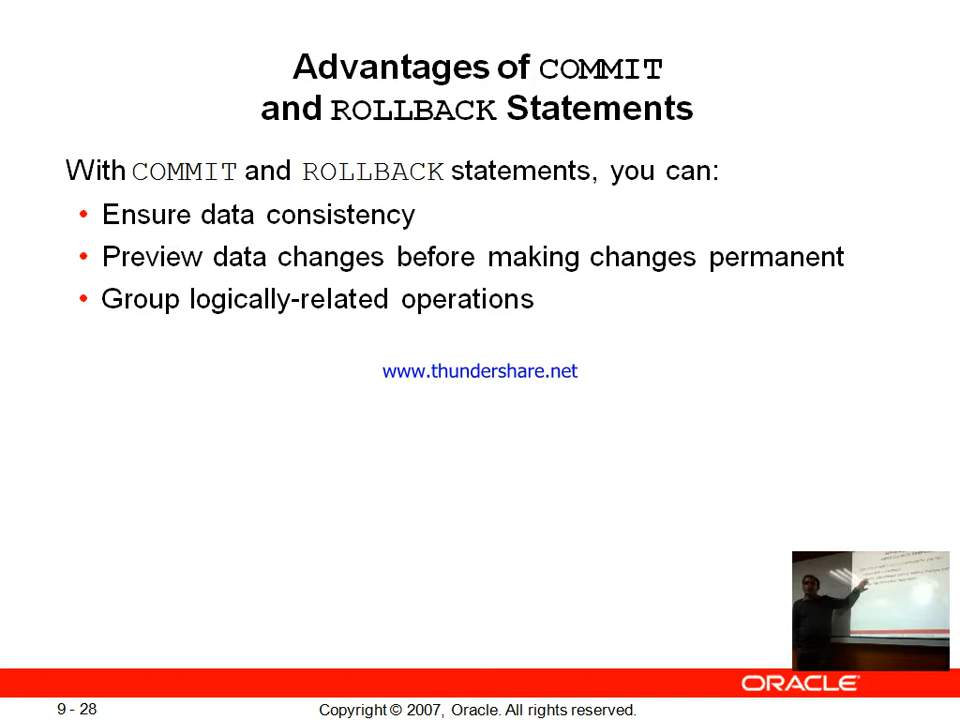 Advantages of COMMIT
and ROLLBACK Statements
With COMMIT and ROLLBACK statements, you can:
• Ensure data consistency
• Preview data changes before making changes permanent
• Group logically-related operations
www.thundershare.net
ORACLE®
9 - 28
Copyright © 2007, Oracle. All rights reserved.